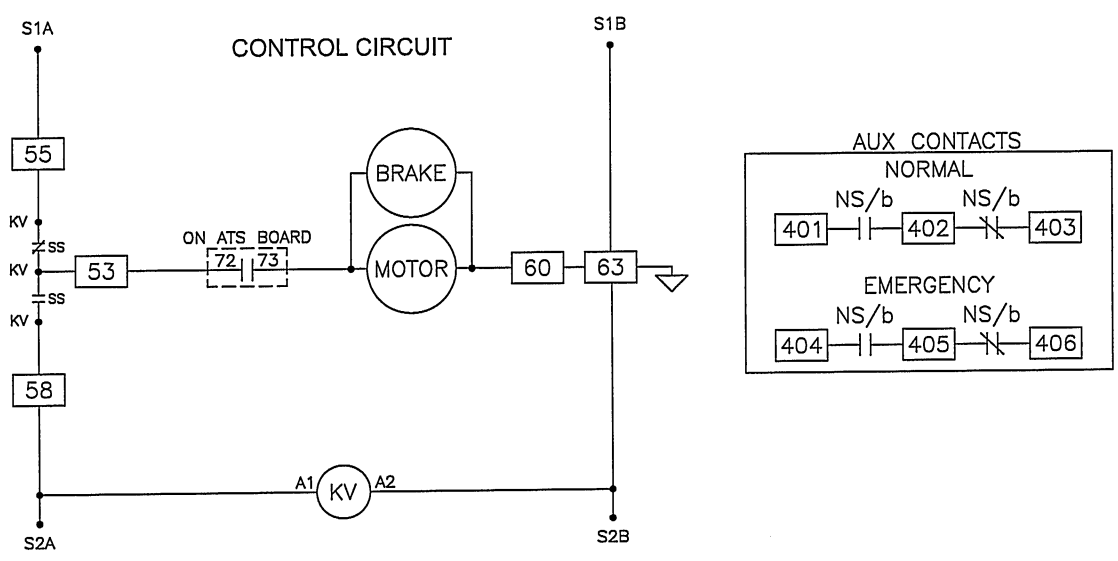 S1A
S1B
CONTROL CIRCUIT
55
BRAKE
AUX CONTACTS
NORMAL
NS/b NS/b
401 402 403
KV
SS
ON ATS BOARD
72 73
KV
53
MOTOR
60
63
SS
KV
EMERGENCY
NS/b NS/b
404 405 406
58
A1 KV A2
S2A
S2B